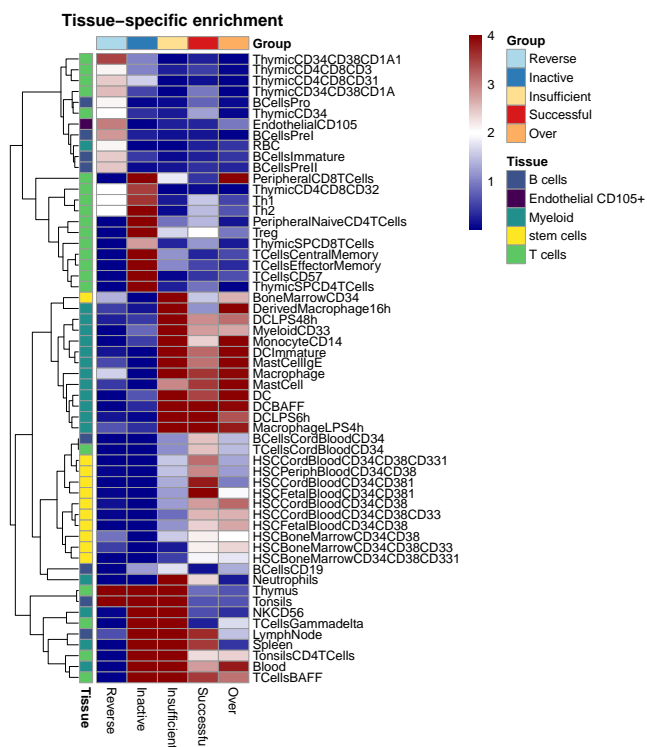 Tissue-specific enrichment
Group
ThymicCD34CD38CD1A1
ThymicCD4CD8CD3
ThymicCD4CD8CD31
ThymicCD34CD38CD1A
BCellsPro
ThymicCD34
EndothelialCD105
BCellsPreI
RBC
BCellsImmature
BCellsPreII
PeripheralCD8TCells
ThymicCD4CD8CD32
Th1
Th2
PeripheralNaiveCD4TCells
Treg
ThymicSPCD8TCells
TCellsCentralMemory
TCellsEffectorMemory
TCellsCD57
ThymicSPCD4TCells
BoneMarrowCD34
DerivedMacrophage16h
DCLPS48h
MyeloidCD33
MonocyteCD14
DCImmature
MastCellIgE
Macrophage
MastCell
DC
DCBAFF
DCLPS6h
MacrophageLPS4h
BCellsCordBloodCD34
TCellsCordBloodCD34
HSCCordBloodCD34CD38CD331
HSCPeriphBloodCD34CD38
HSCCordBloodCD34CD381
HSCFetalBloodCD34CD381
HSCCordBloodCD34CD38
HSCCordBloodCD34CD38CD33
HSCFetalBloodCD34CD38
HSCBoneMarrowCD34CD38
HSCBoneMarrowCD34CD38CD33
HSCBoneMarrowCD34CD38CD331
BCellsCD19
Neutrophils
Thymus
Tonsils
NKCD56
TCellsGammadelta
LymphNode
Spleen
TonsilsCD4TCells
Blood
TCellsBAFF
Tissue
Reverse
Inactive
Insufficient
Successful
Over
4
3
2
1
Group
Reverse
Inactive
Insufficient
Successful
Over
Tissue
B cells
Endothelial CD105+
Myeloid
stem cells
T cells